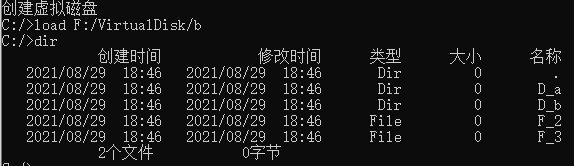 创建虚拟磁盘
C:/>load F:/VirtualDisk/b
C:/>dir
创建时间 修改时间 类型 大小 名称
2021/08/29 18:46 2021/08/29 18:46 Dir 0 .
2021/08/29 18:46 2021/08/29 18:46 Dir 0 D_a
2021/08/29 18:46 2021/08/29 18:46 Dir 0 D_b
2021/08/29 18:46 2021/08/29 18:46 File 0 F_2
2021/08/29 18:46 2021/08/29 18:46 File 0 F_3
2个文件 0字节